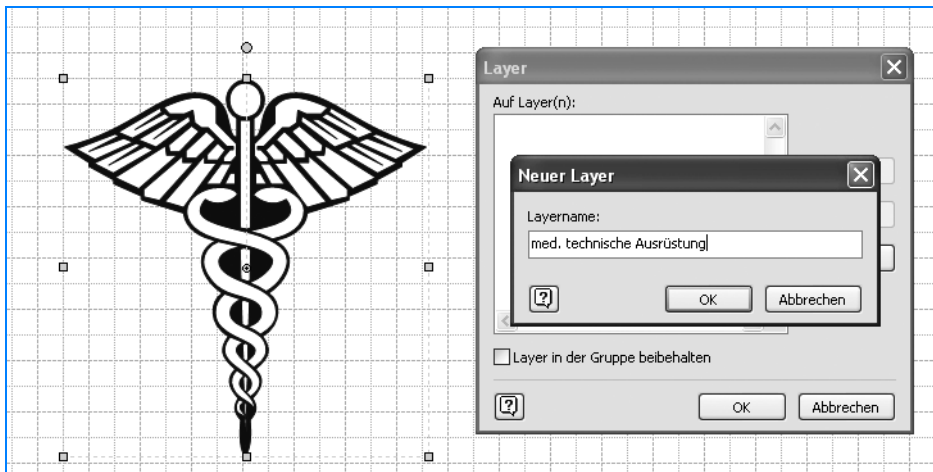 Layer
Auf Layer(n):
Neuer Layer
Layername:
med. technische Ausrüstung
OK
Abbrechen
Layer in der Gruppe beibehalten
OK
Abbrechen